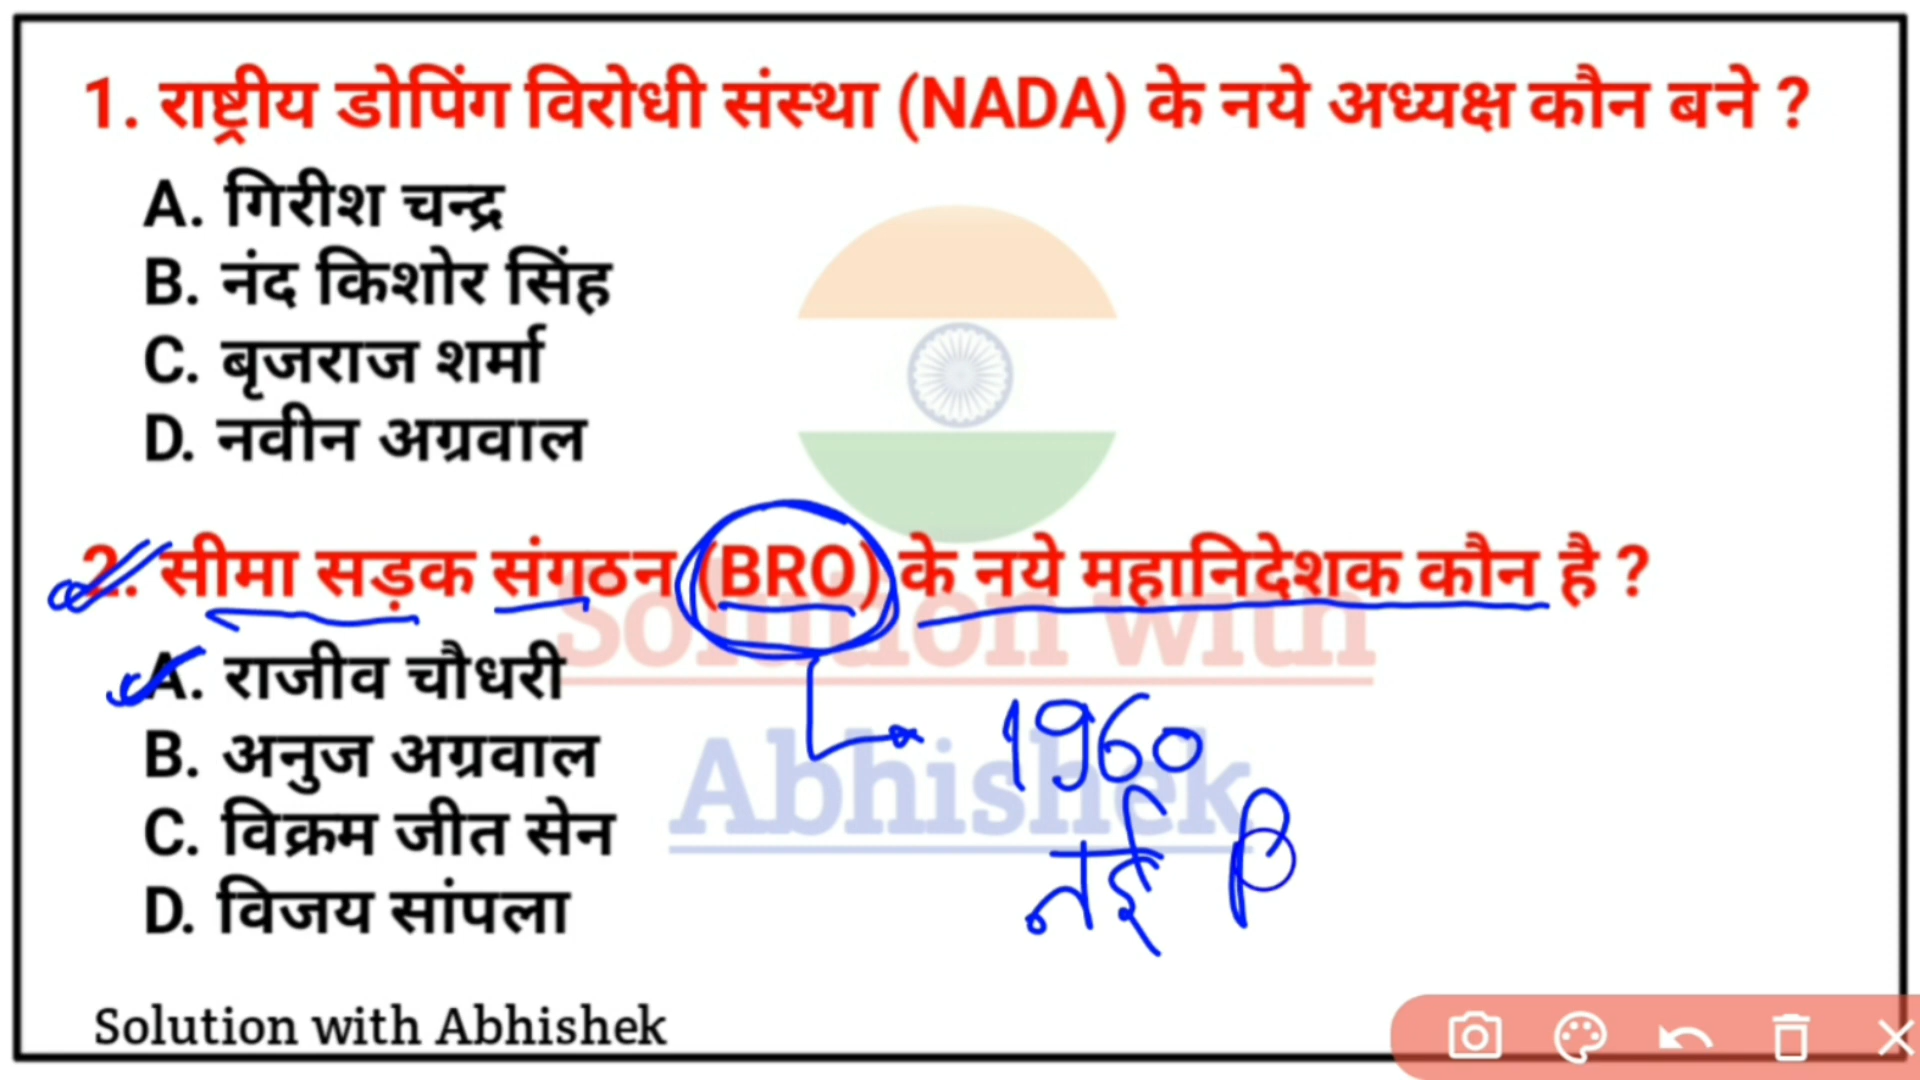 1. राष्ट्रीय डोपिंग विरोधी संस्था (NADA) के नये अध्यक्ष कौन बने ?
A. गिरीश चन्द्र
B. नंद किशोर सिंह
C. बृजराज शर्मा
D. नवीन अग्रवाल
2. सीमा सड़क संगठन (BRO) के नये महानिदेशक कौन है ?
Solution with
A. राजीव चौधरी
1960
B. अनुज अग्रवाल
Abhishek
C. विक्रम जीत सेन
नई
D. विजय सांपला
Solution with Abhishek